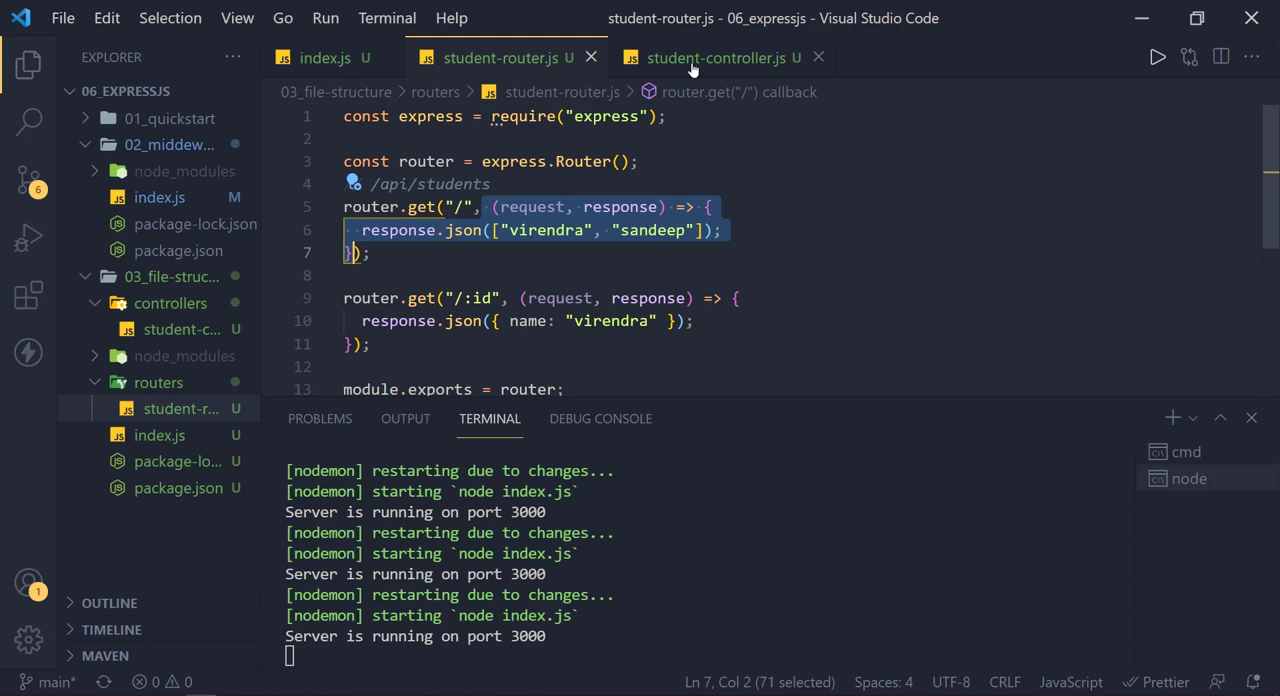 File Edit Selection View Go Run Terminal Help
student-router.js - 06_expressjs - Visual Studio Code
EXPLORER
06_EXPRESSJS
01_quickstart
02_middew...
node_modules
index.js M
package-lock.json
package.json
03_file-struc...
controllers
student-c... U
node_modules
routers
student-r... U
index.js U
package-lo... U
package.json U
OUTLINE
TIMELINE
MAVEN
6
1
JS index.js U
JS student-router.js U
JS student-controller.js U
03_file-structure > routers > JS student-router.js > router.get("/") callback
1 const express = require("express");
2
3 const router = express.Router();
4 /api/students
5 router.get("/", (request, response) => {
6 response.json(["virendra", "sandeep"]);
7 });
8
9 router.get("/:id", (request, response) => {
10 response.json({ name: "virendra" });
11 });
12
13 module.exports = router;
PROBLEMS OUTPUT TERMINAL DEBUG CONSOLE
[nodemon] restarting due to changes...
[nodemon] starting `node index.js`
Server is running on port 3000
[nodemon] restarting due to changes...
[nodemon] starting `node index.js`
Server is running on port 3000
[nodemon] restarting due to changes...
[nodemon] starting `node index.js`
Server is running on port 3000
cmd
node
main* 0 0 Ln 7, Col 2 (71 selected) Spaces: 4 UTF-8 CRLF JavaScript Prettier